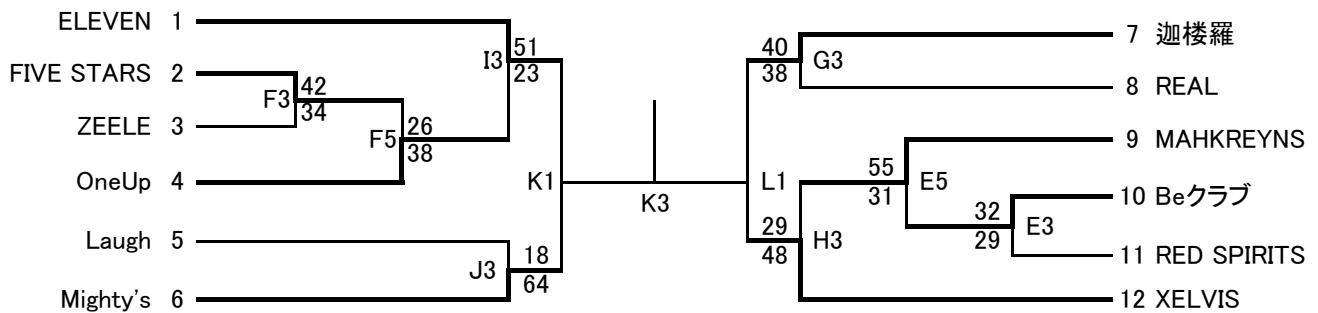 ELEVEN 1
FIVE STARS 2
ZEELE 3
OneUp 4
Laugh 5
Mighty's 6
F3
42
34
F5
26
38
I3
51
23
J3
18
64
K1
K3
L1
40
38
G3
29
48
H3
55
31
E5
32
29
E3
7 迦楼羅
8 REAL
9 MAHKREYNS
10 Beクラブ
11 RED SPIRITS
12 XELVIS